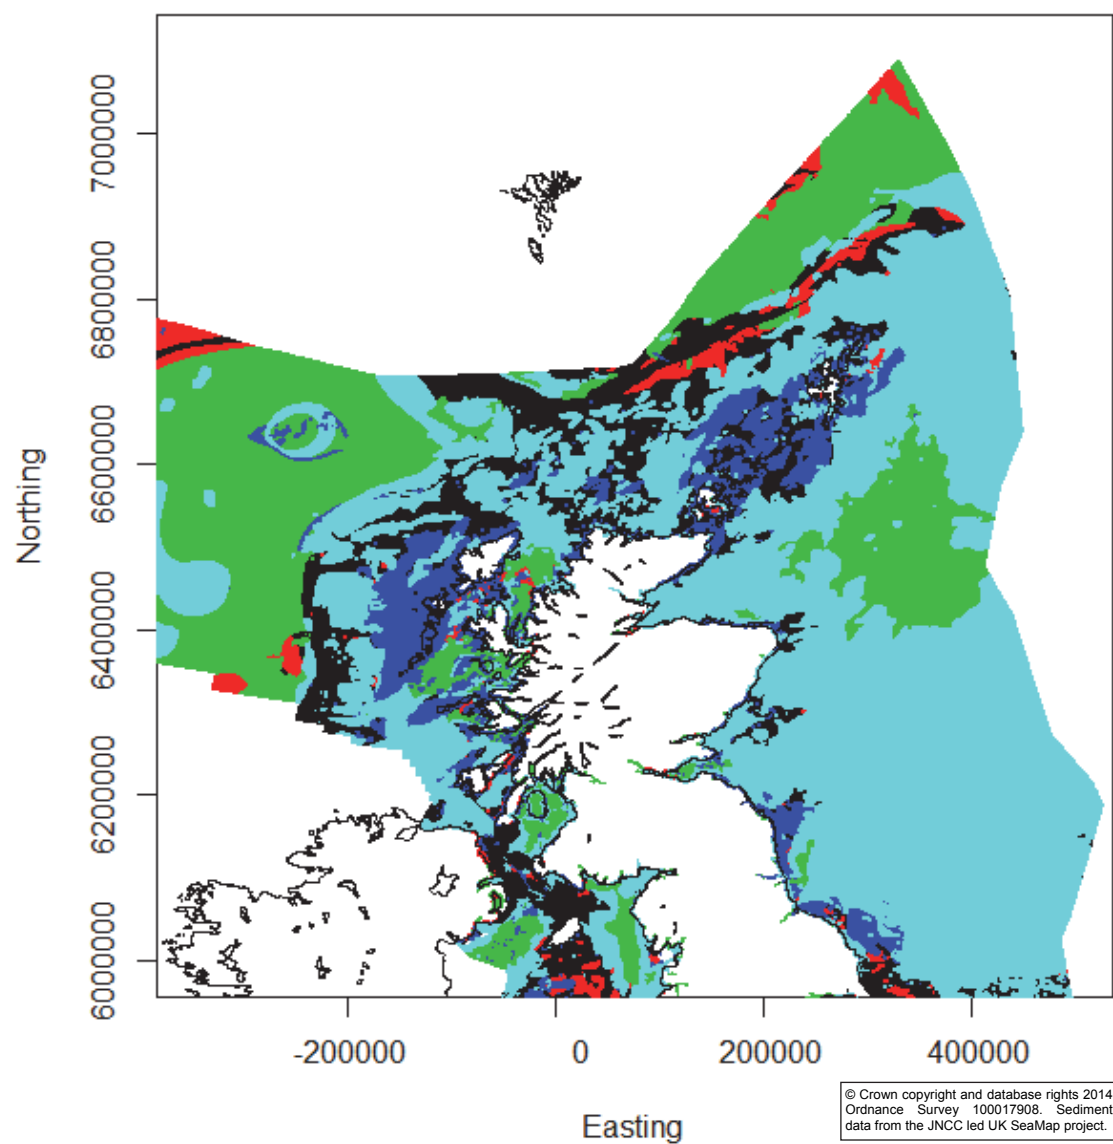 7000000
6800000
6600000
6400000
6200000
6000000
Northing
-200000
0
200000
400000
Easting
© Crown copyright and database rights 2014
Ordnance Survey 100017908. Sediment
data from the JNCC led UK SeaMap project.